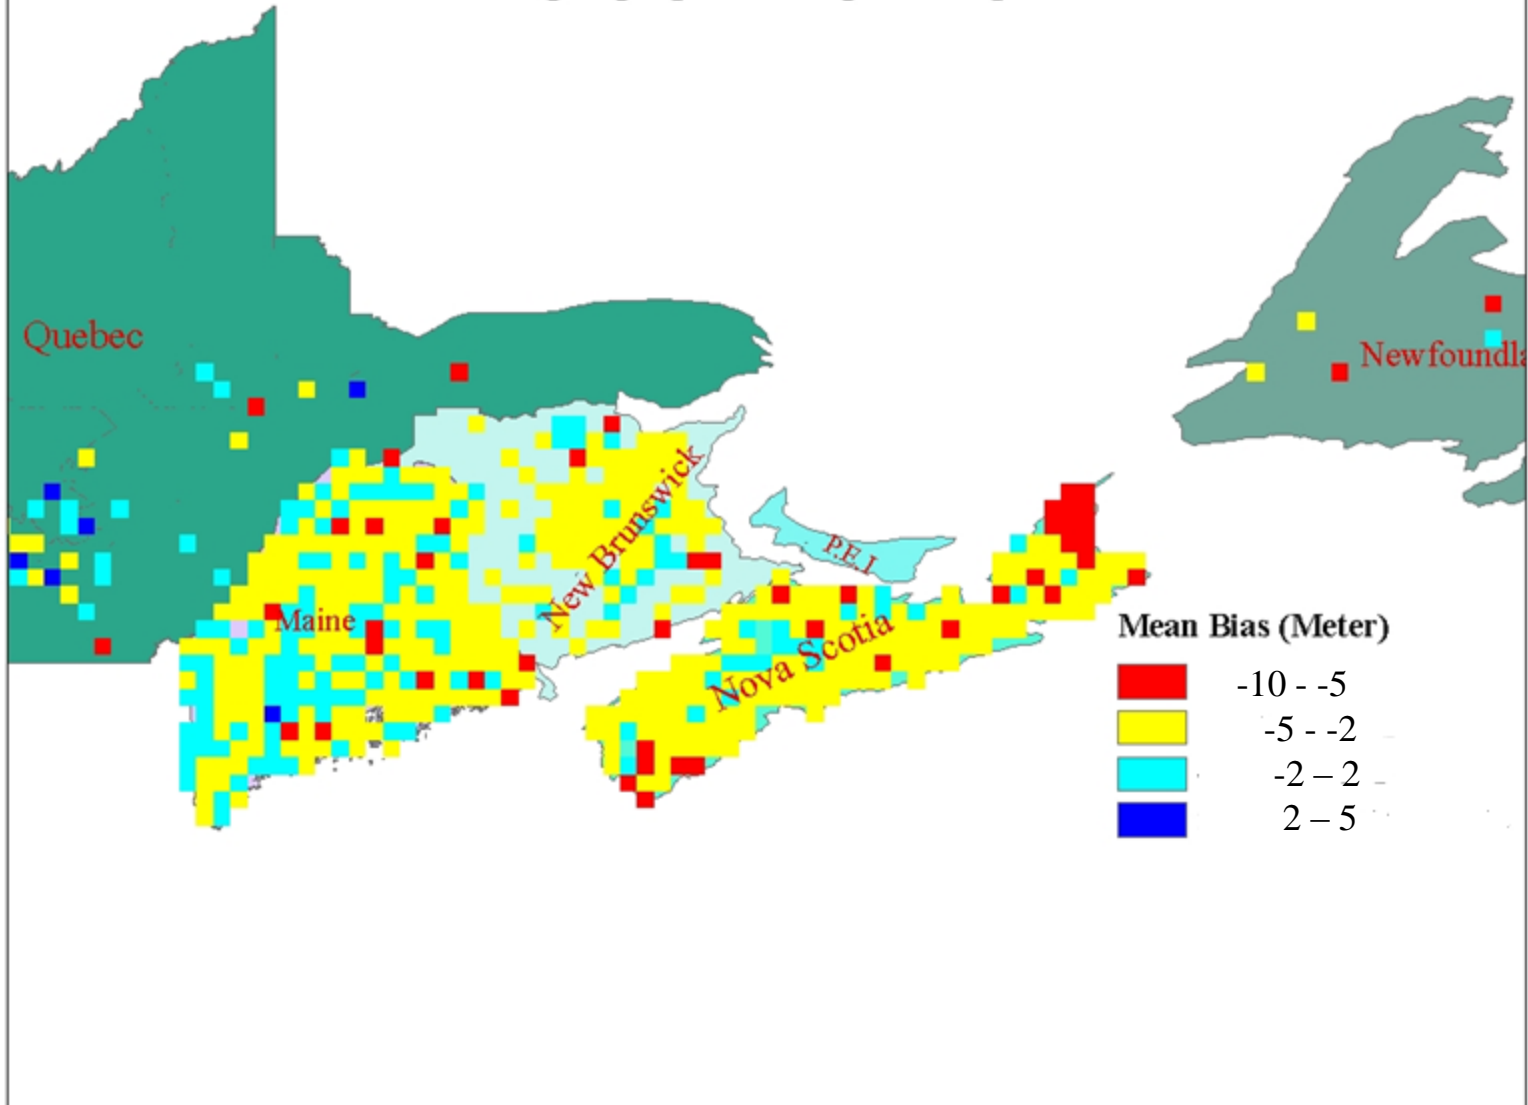 Quebec
Newfoundla
New Brunswick
P.E.I
Maine
Nova Scotia
Mean Bias (Meter)
-10 - -5
-5 - -2
-2 – 2
2 – 5